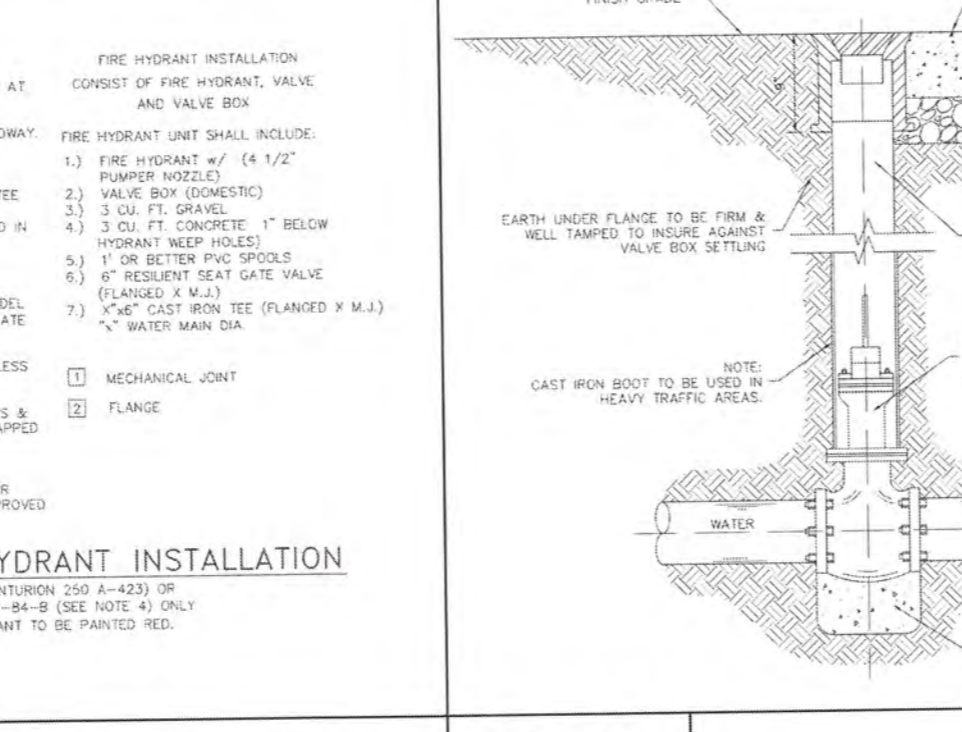 AT
OWAY.
TEE
D IN
DEL
ATE
LESS
S &
APPED
R
PROVED
FIRE HYDRANT INSTALLATION
CONSIST OF FIRE HYDRANT, VALVE
AND VALVE BOX
FIRE HYDRANT UNIT SHALL INCLUDE:
1.) FIRE HYDRANT w/ (4 1/2"
PUMPER NOZZLE)
2.) VALVE BOX (DOMESTIC)
3.) 3 CU. FT. GRAVEL
4.) 3 CU. FT. CONCRETE 1" BELOW
HYDRANT WEEP HOLES)
5.) 1' OR BETTER PVC SPOOLS
6.) 6" RESILIENT SEAT GATE VALVE
(FLANGED X M.J.)
7.) X"x6" CAST IRON TEE (FLANGED X M.J.)
"x" WATER MAIN DIA
1 MECHANICAL JOINT
2 FLANGE
YDRANT INSTALLATION
NTURION 250 A-423) OR
-84-B (SEE NOTE 4) ONLY
ANT TO BE PAINTED RED.
FINISH GRADE
EARTH UNDER FLANGE TO BE FIRM &
WELL TAMPED TO INSURE AGAINST
VALVE BOX SETTLING
NOTE:
CAST IRON BOOT TO BE USED IN
HEAVY TRAFFIC AREAS.
WATER